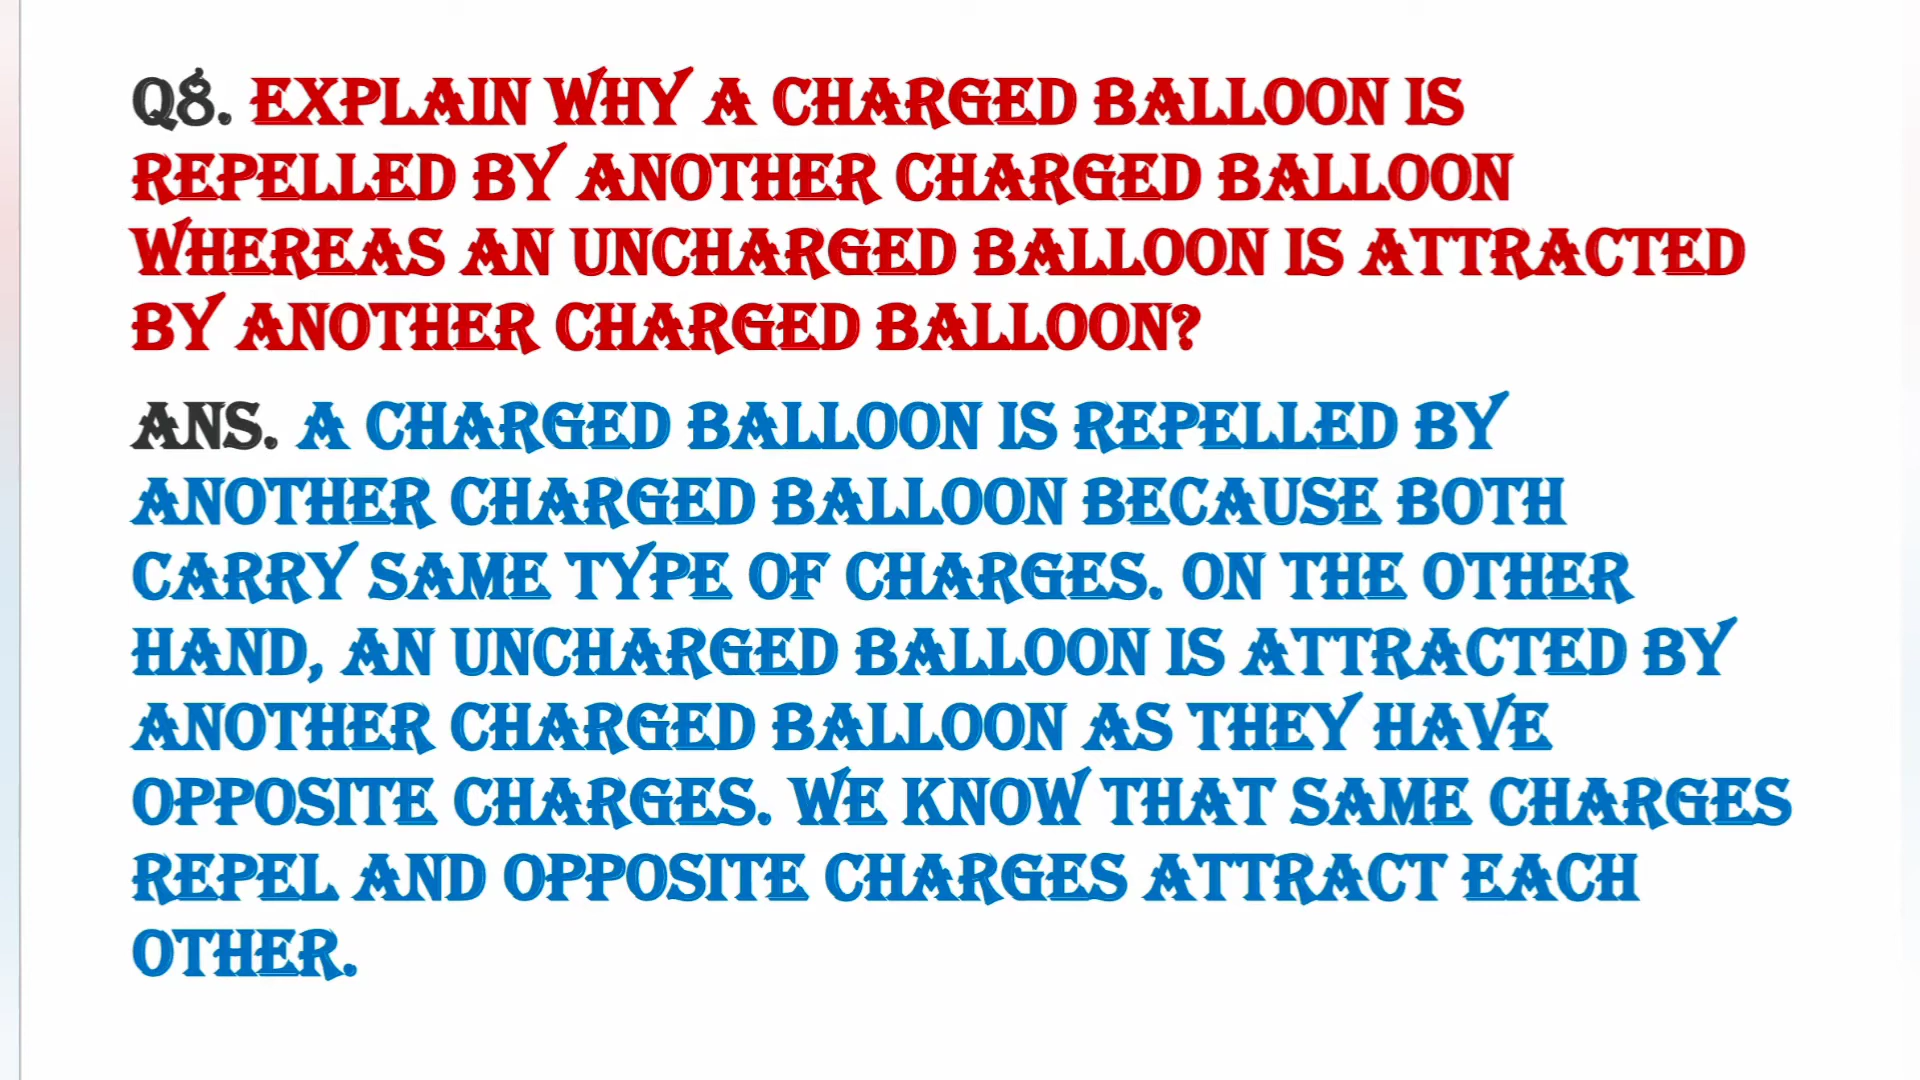 Q8. EXPLAIN WHY A CHARGED BALLOON IS
REPELLED BY ANOTHER CHARGED BALLOON
WHEREAS AN UNCHARGED BALLOON IS ATTRACTED
BY ANOTHER CHARGED BALLOON?
ANS. A CHARGED BALLOON IS REPELLED BY
ANOTHER CHARGED BALLOON BECAUSE BOTH
CARRY SAME TYPE OF CHARGES. ON THE OTHER
HAND, AN UNCHARGED BALLOON IS ATTRACTED BY
ANOTHER CHARGED BALLOON AS THEY HAVE
OPPOSITE CHARGES. WE KNOW THAT SAME CHARGES
REPEL AND OPPOSITE CHARGES ATTRACT EACH
OTHER.